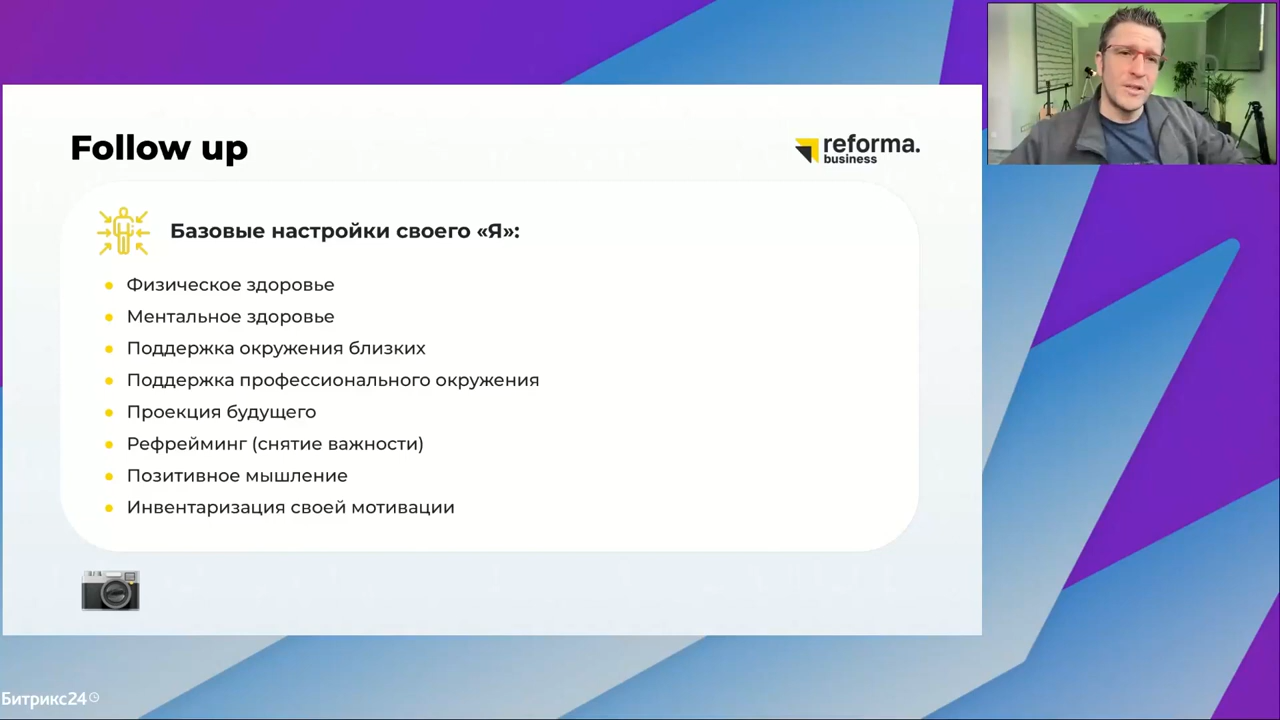 Follow up
reforma.
business
Базовые настройки своего «Я»:
Физическое здоровье
Ментальное здоровье
Поддержка окружения близких
Поддержка профессионального окружения
Проекция будущего
Рефрейминг (снятие важности)
Позитивное мышление
Инвентаризация своей мотивации
Битрикс24